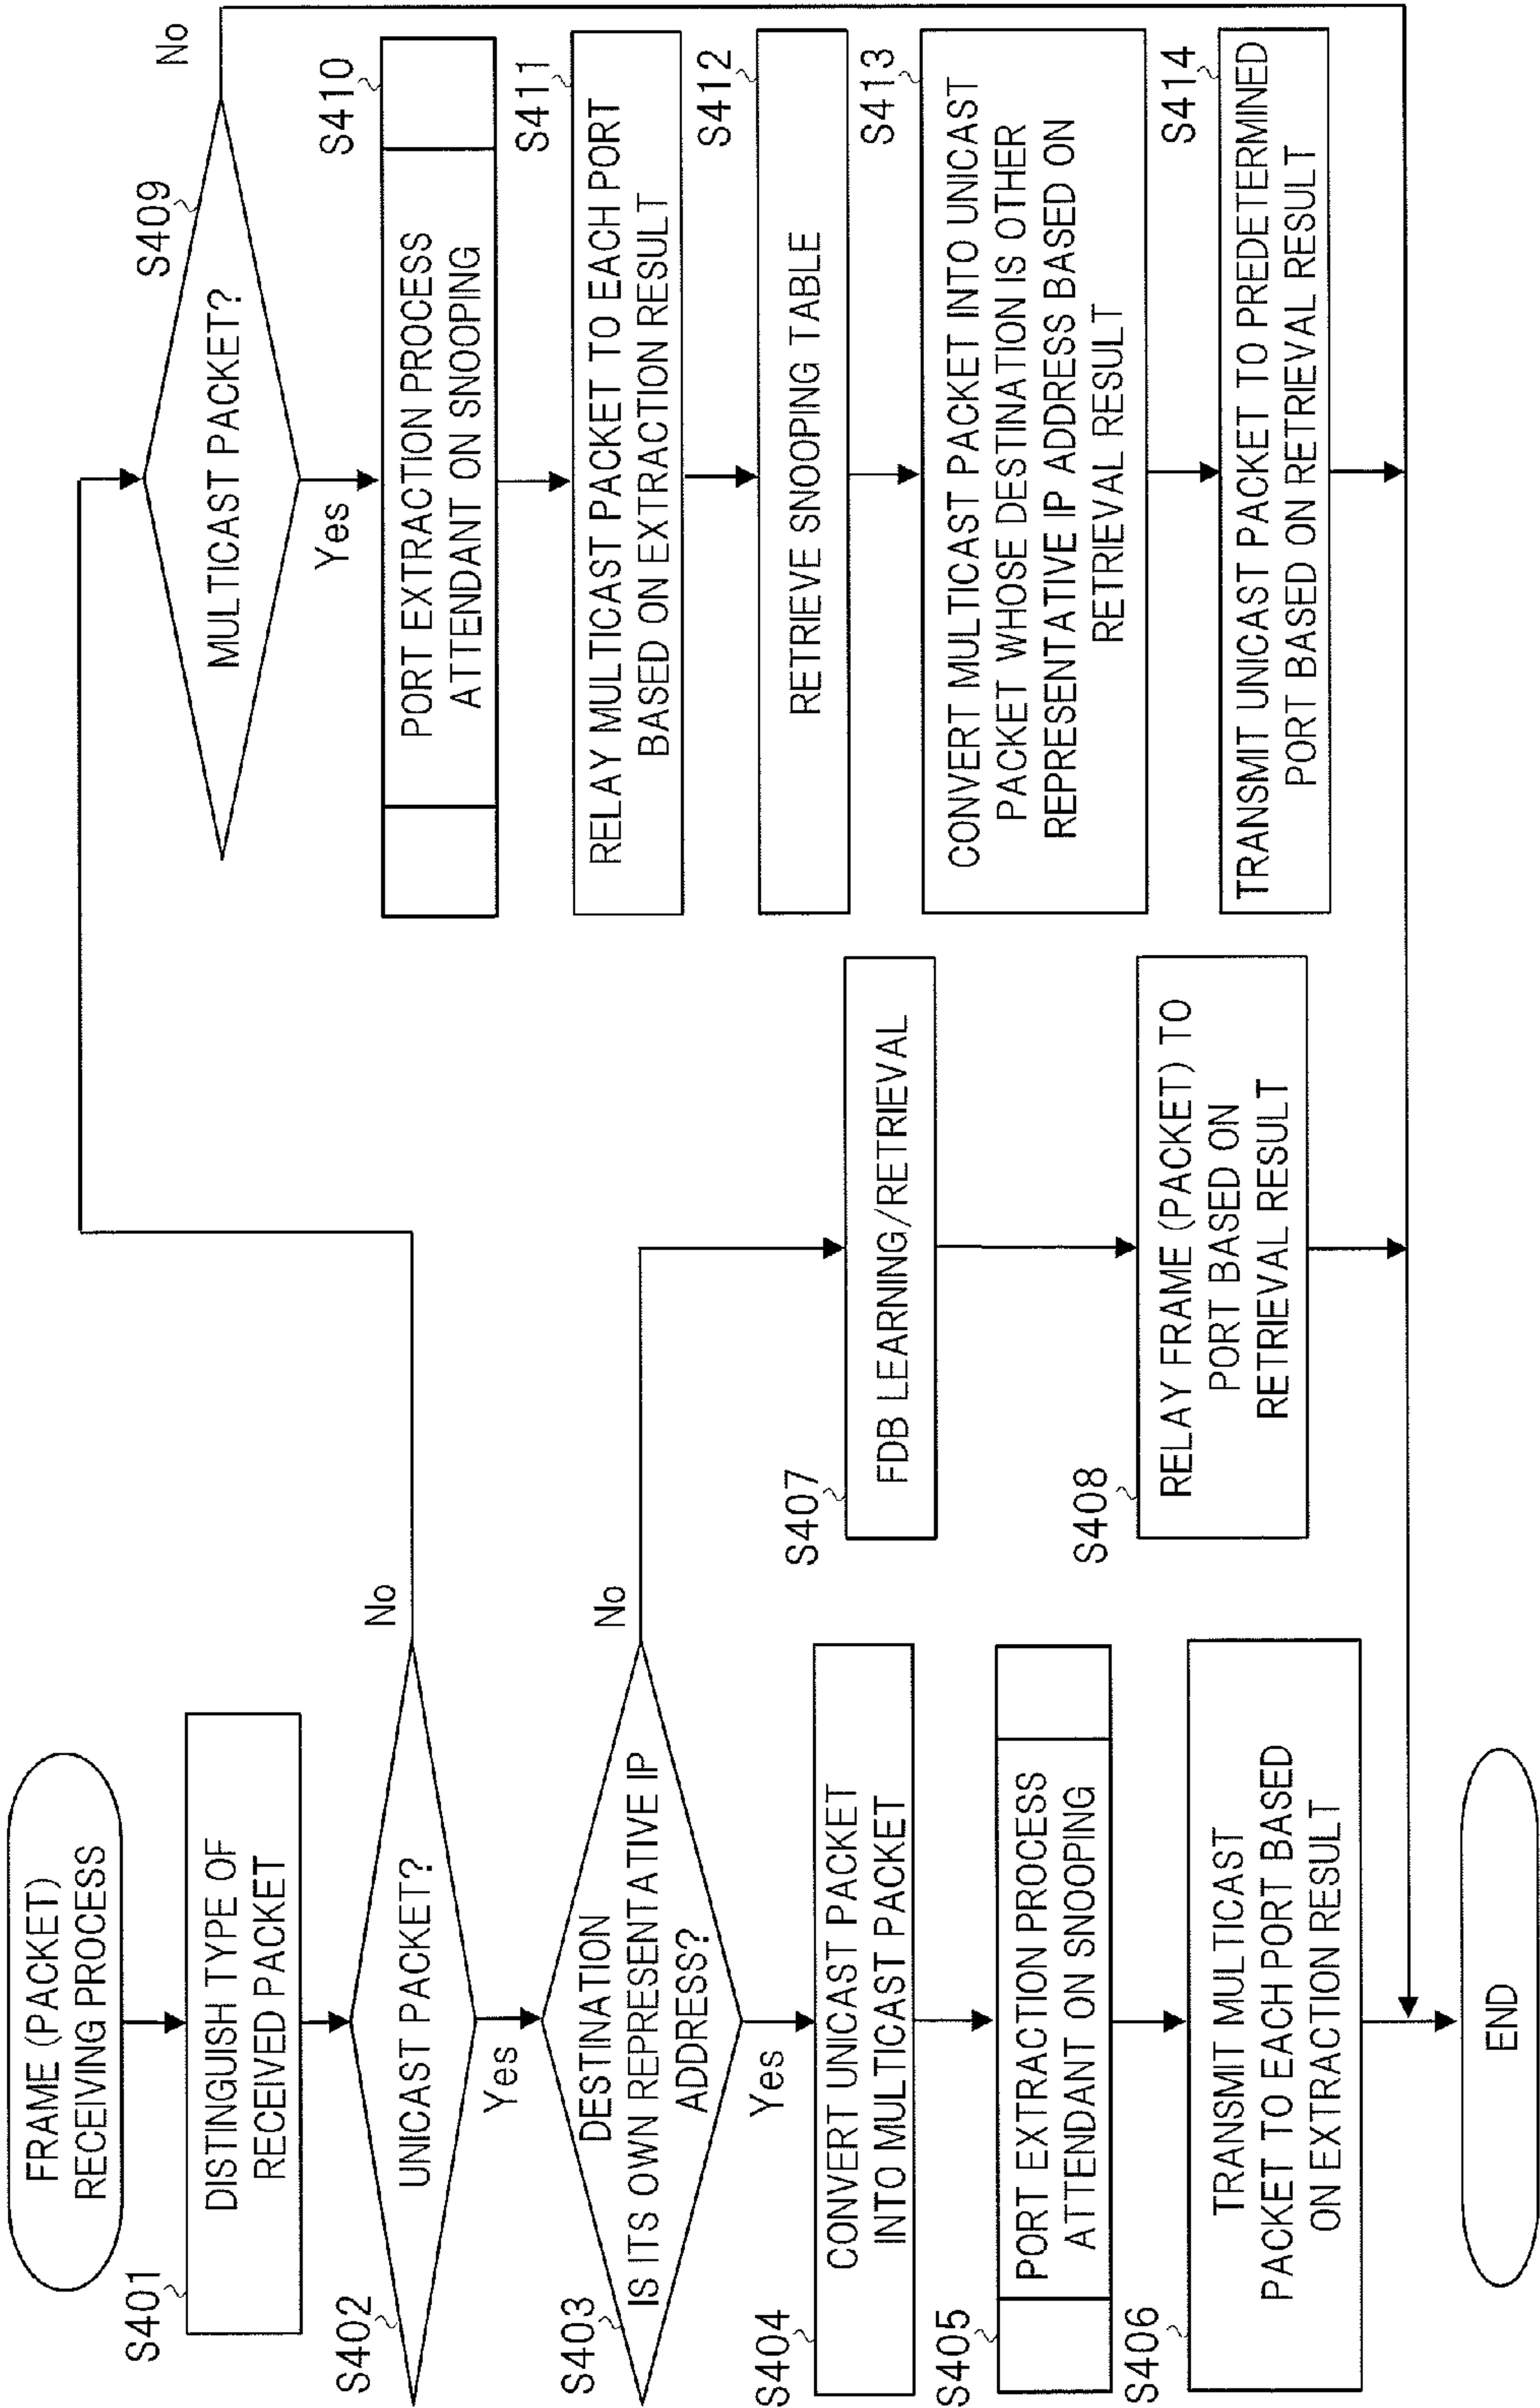 FRAME (PACKET)
RECEIVING PROCESS
S401
DISTINGUISH TYPE OF
RECEIVED PACKET
S402
UNICAST PACKET?
No
Yes
S403
DESTINATION
IS ITS OWN REPRESENTATIVE IP
ADDRESS?
No
Yes
S404
CONVERT UNICAST PACKET
INTO MULTICAST PACKET
S405
PORT EXTRACTION PROCESS
ATTENDANT ON SNOOPING
S406
TRANSMIT MULTICAST
PACKET TO EACH PORT BASED
ON EXTRACTION RESULT
END
S407
FDB LEARNING/RETRIEVAL
S408
RELAY FRAME (PACKET) TO
PORT BASED ON
RETRIEVAL RESULT
S409
MULTICAST PACKET?
No
Yes
S410
PORT EXTRACTION PROCESS
ATTENDANT ON SNOOPING
S411
RELAY MULTICAST PACKET TO EACH PORT
BASED ON EXTRACTION RESULT
S412
RETRIEVE SNOOPING TABLE
S413
CONVERT MULTICAST PACKET INTO UNICAST
PACKET WHOSE DESTINATION IS OTHER
REPRESENTATIVE IP ADDRESS BASED ON
RETRIEVAL RESULT
S414
TRANSMIT UNICAST PACKET TO PREDETERMINED
PORT BASED ON RETRIEVAL RESULT